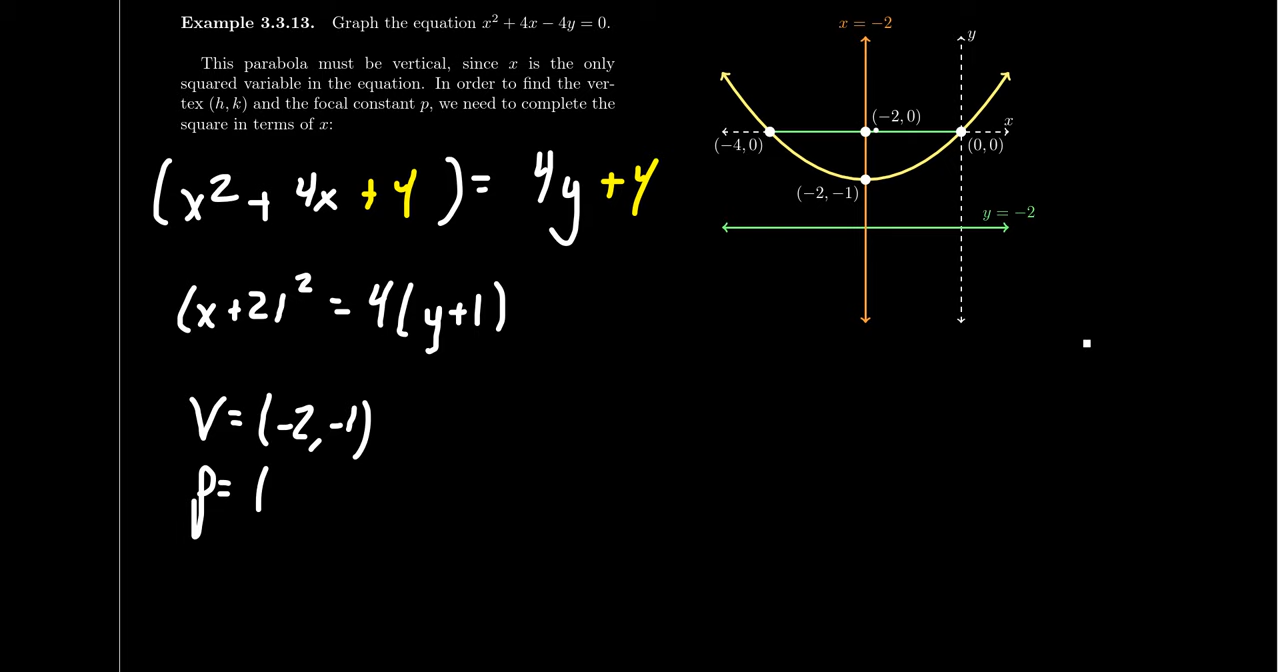 Example 3.3.13. Graph the equation x² + 4x − 4y = 0.
This parabola must be vertical, since x is the only
squared variable in the equation. In order to find the ver-
tex (h, k) and the focal constant p, we need to complete the
square in terms of x:
(x² + 4x + 4) = 4y + 4
(x+2)² = 4(y+1)
V = (-2, -1)
p = 1
x = −2
y
(−2, 0)
x
(−4, 0)
(0, 0)
(−2, −1)
y = −2